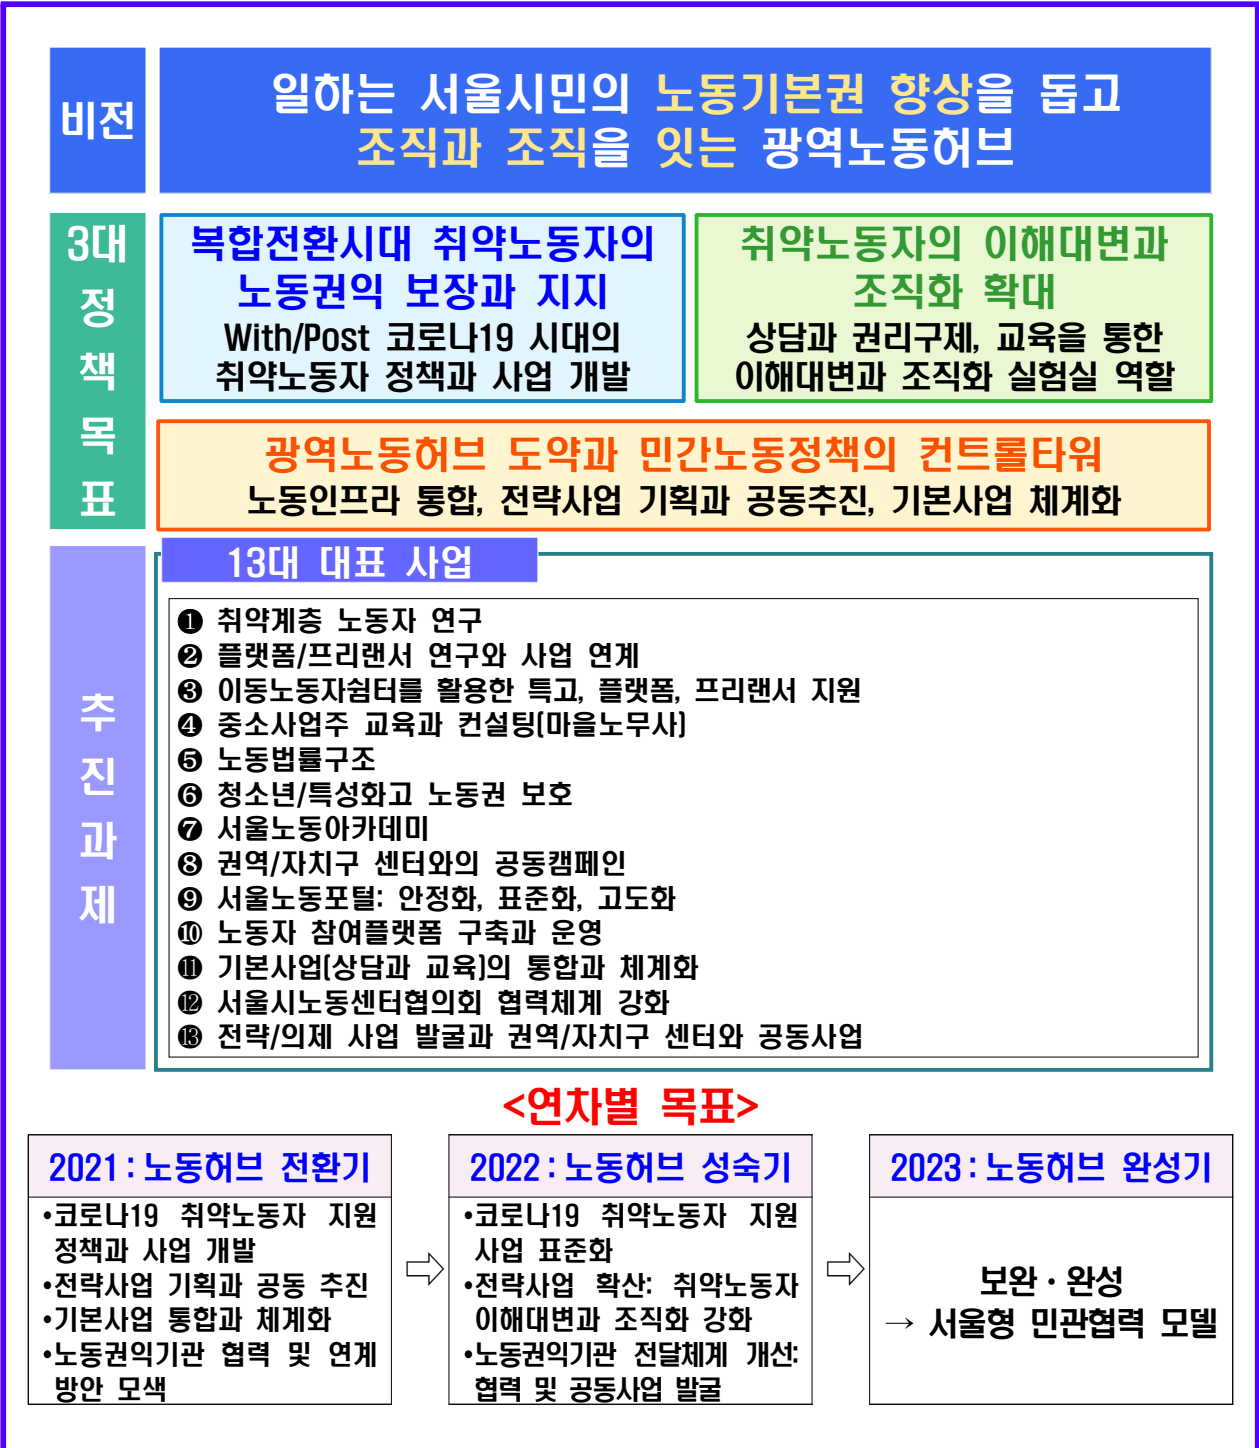 비전
일하는 서울시민의 노동기본권 향상을 돕고
조직과 조직을 잇는 광역노동허브
3대
정
책
목
표
복합전환시대 취약노동자의
노동권익 보장과 지지
With/Post 코로나19 시대의
취약노동자 정책과 사업 개발
취약노동자의 이해대변과
조직화 확대
상담과 권리구제, 교육을 통한
이해대변과 조직화 실험실 역할
광역노동허브 도약과 민간노동정책의 컨트롤타워
노동인프라 통합, 전략사업 기획과 공동추진, 기본사업 체계화
추
진
과
제
13대 대표 사업
❶ 취약계층 노동자 연구
❷ 플랫폼/프리랜서 연구와 사업 연계
❸ 이동노동자쉼터를 활용한 특고, 플랫폼, 프리랜서 지원
❹ 중소사업주 교육과 컨설팅(마을노무사)
❺ 노동법률구조
❻ 청소년/특성화고 노동권 보호
❼ 서울노동아카데미
❽ 권역/자치구 센터와의 공동캠페인
❾ 서울노동포털: 안정화, 표준화, 고도화
❿ 노동자 참여플랫폼 구축과 운영
⓫ 기본사업(상담과 교육)의 통합과 체계화
⓬ 서울시노동센터협의회 협력체계 강화
⓭ 전략/의제 사업 발굴과 권역/자치구 센터와 공동사업
<연차별 목표>
2021 : 노동허브 전환기
•코로나19 취약노동자 지원
정책과 사업 개발
•전략사업 기획과 공동 추진
•기본사업 통합과 체계화
•노동권익기관 협력 및 연계
방안 모색
⇨
2022 : 노동허브 성숙기
•코로나19 취약노동자 지원
사업 표준화
•전략사업 확산: 취약노동자
이해대변과 조직화 강화
•노동권익기관 전달체계 개선:
협력 및 공동사업 발굴
⇨
2023 : 노동허브 완성기
보완 · 완성
→ 서울형 민관협력 모델